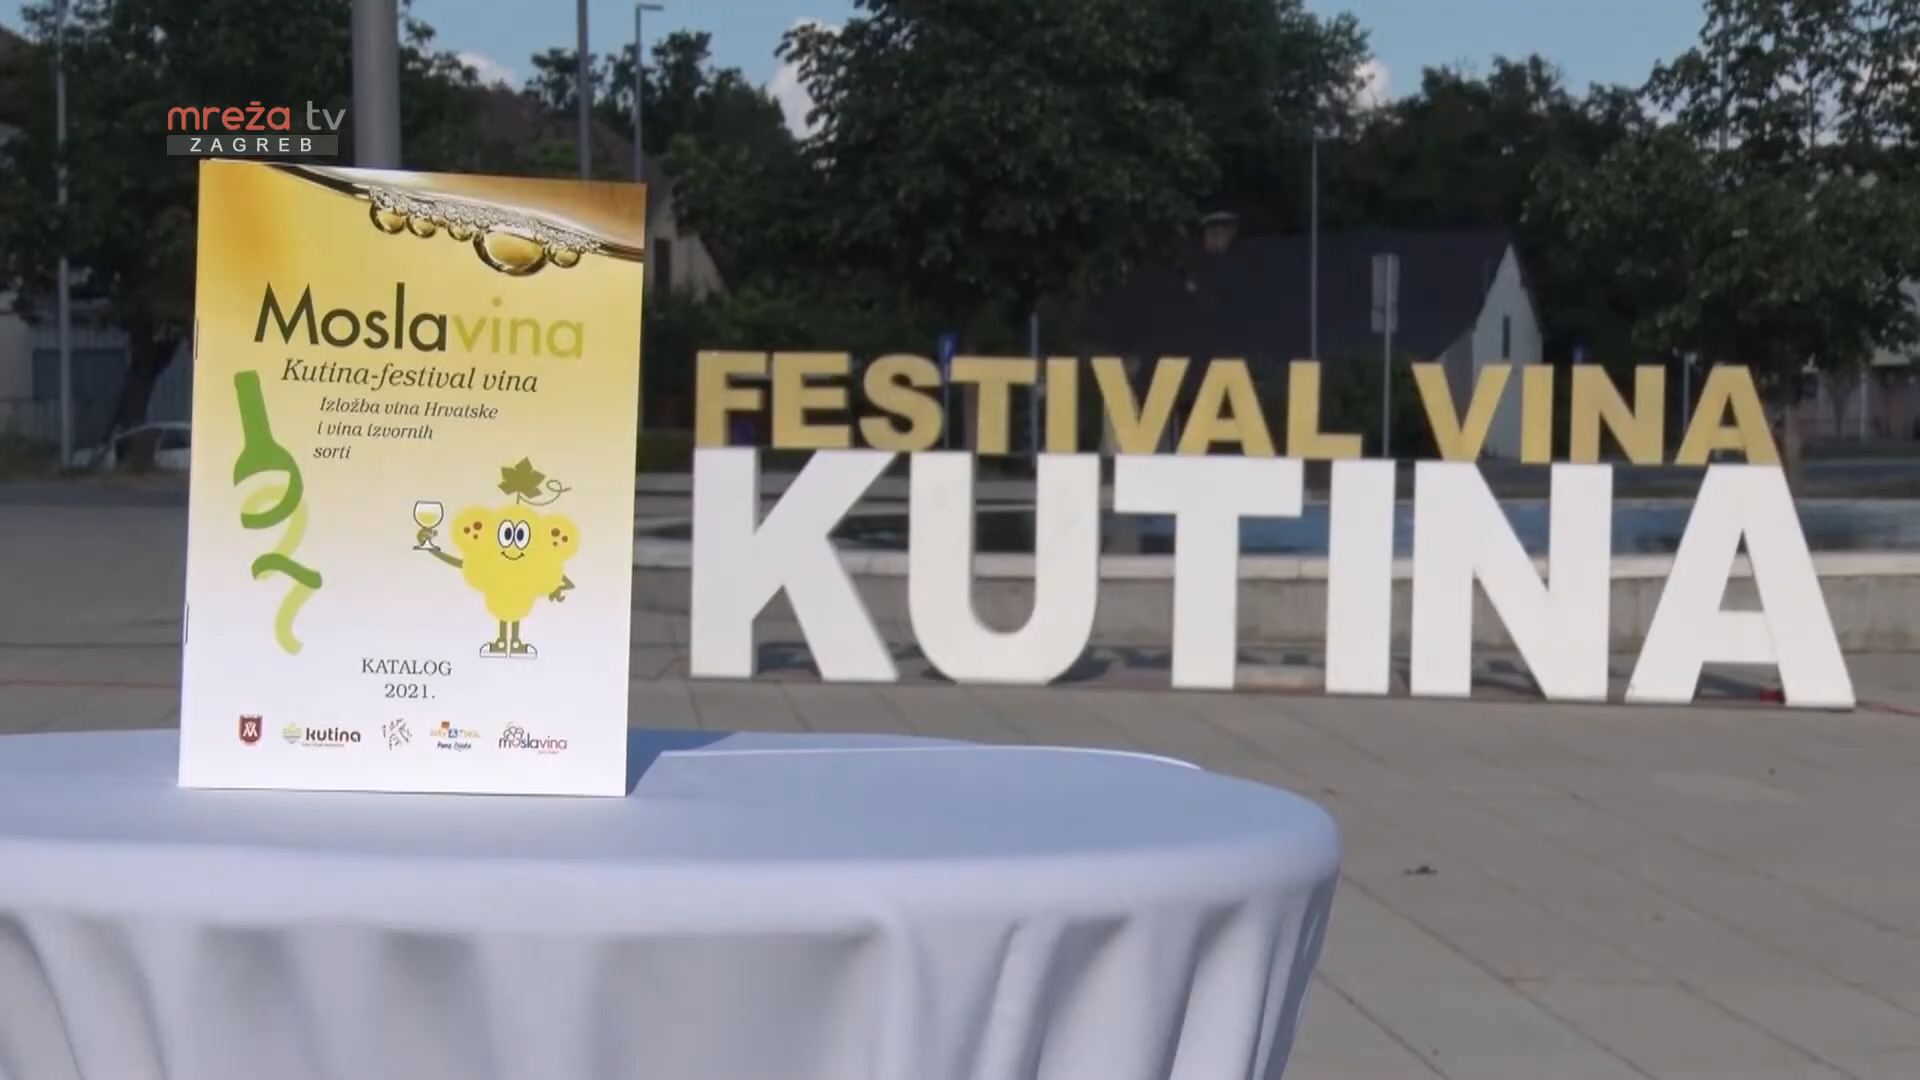 mreža tv
ZAGREB
Moslavina
Kutina-festival vina
Izložba vina Hrvatske
i vina izvornih
sorti
KATALOG
2021.
kutina
moslavina
FESTIVAL VINA
KUTINA